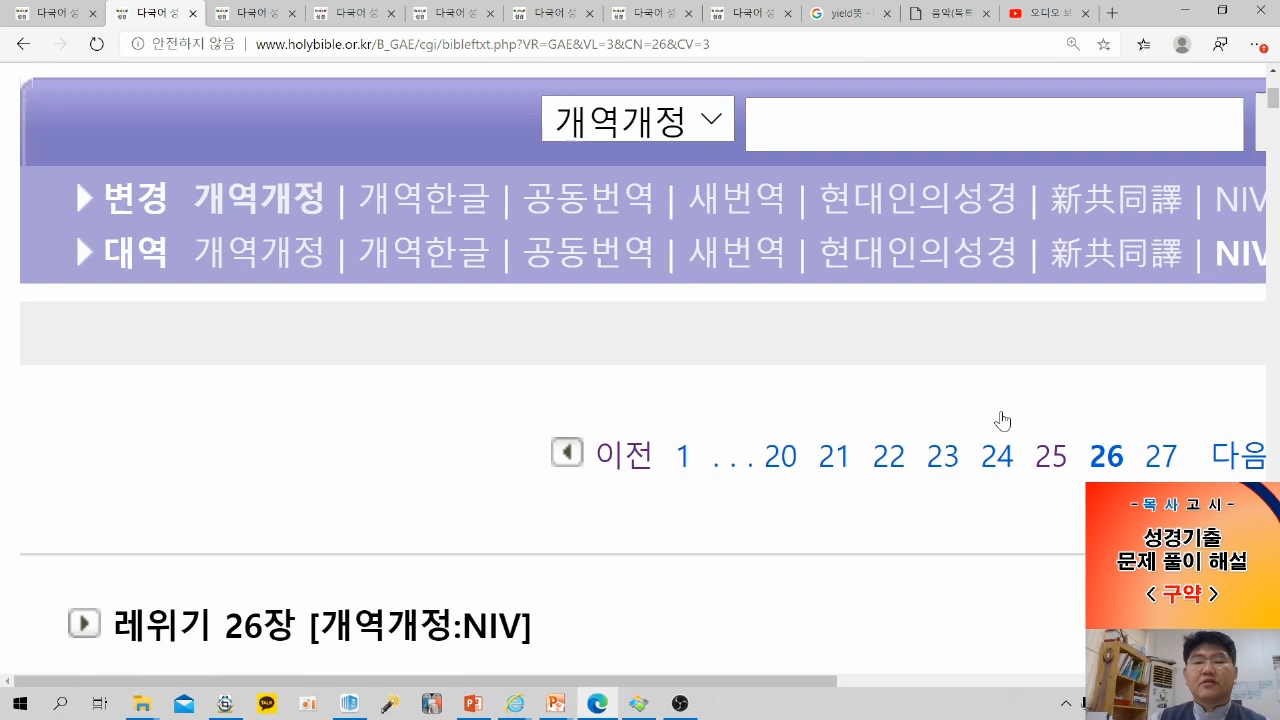 다국어 성
다국어 성
다국어 성
다국어 성
다국어 성
다국어 성
다국어 성
다국어 성
yield뜻 -
음악(목트
오디오 보
안전하지 않음 | www.holybible.or.kr/B_GAE/cgi/bibleftxt.php?VR=GAE&VL=3&CN=26&CV=3
개역개정
변경 개역개정 | 개역한글 | 공동번역 | 새번역 | 현대인의성경 | 新共同譯 | NIV
대역 개역개정 | 개역한글 | 공동번역 | 새번역 | 현대인의성경 | 新共同譯 | NIV
이전 1 . . . 20 21 22 23 24 25 26 27 다음
- 목 사 고 시 -
성경기출
문제 풀이 해설
< 구약 >
레위기 26장 [개역개정:NIV]
TALK